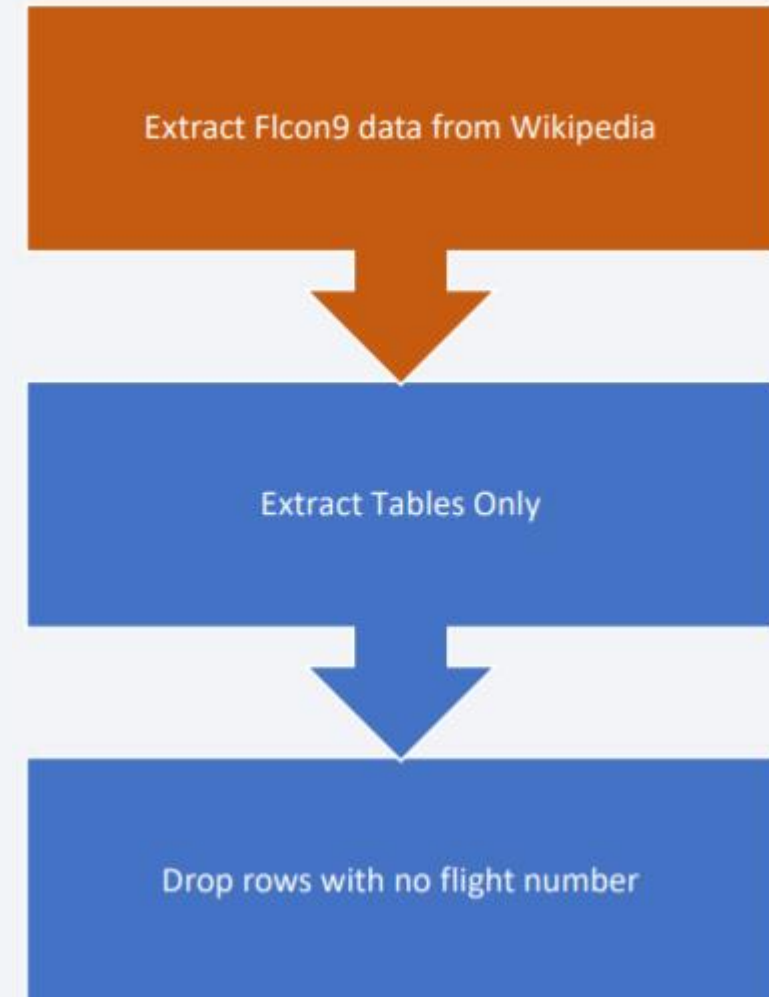 Extract Flcon9 data from Wikipedia
Extract Tables Only
Drop rows with no flight number